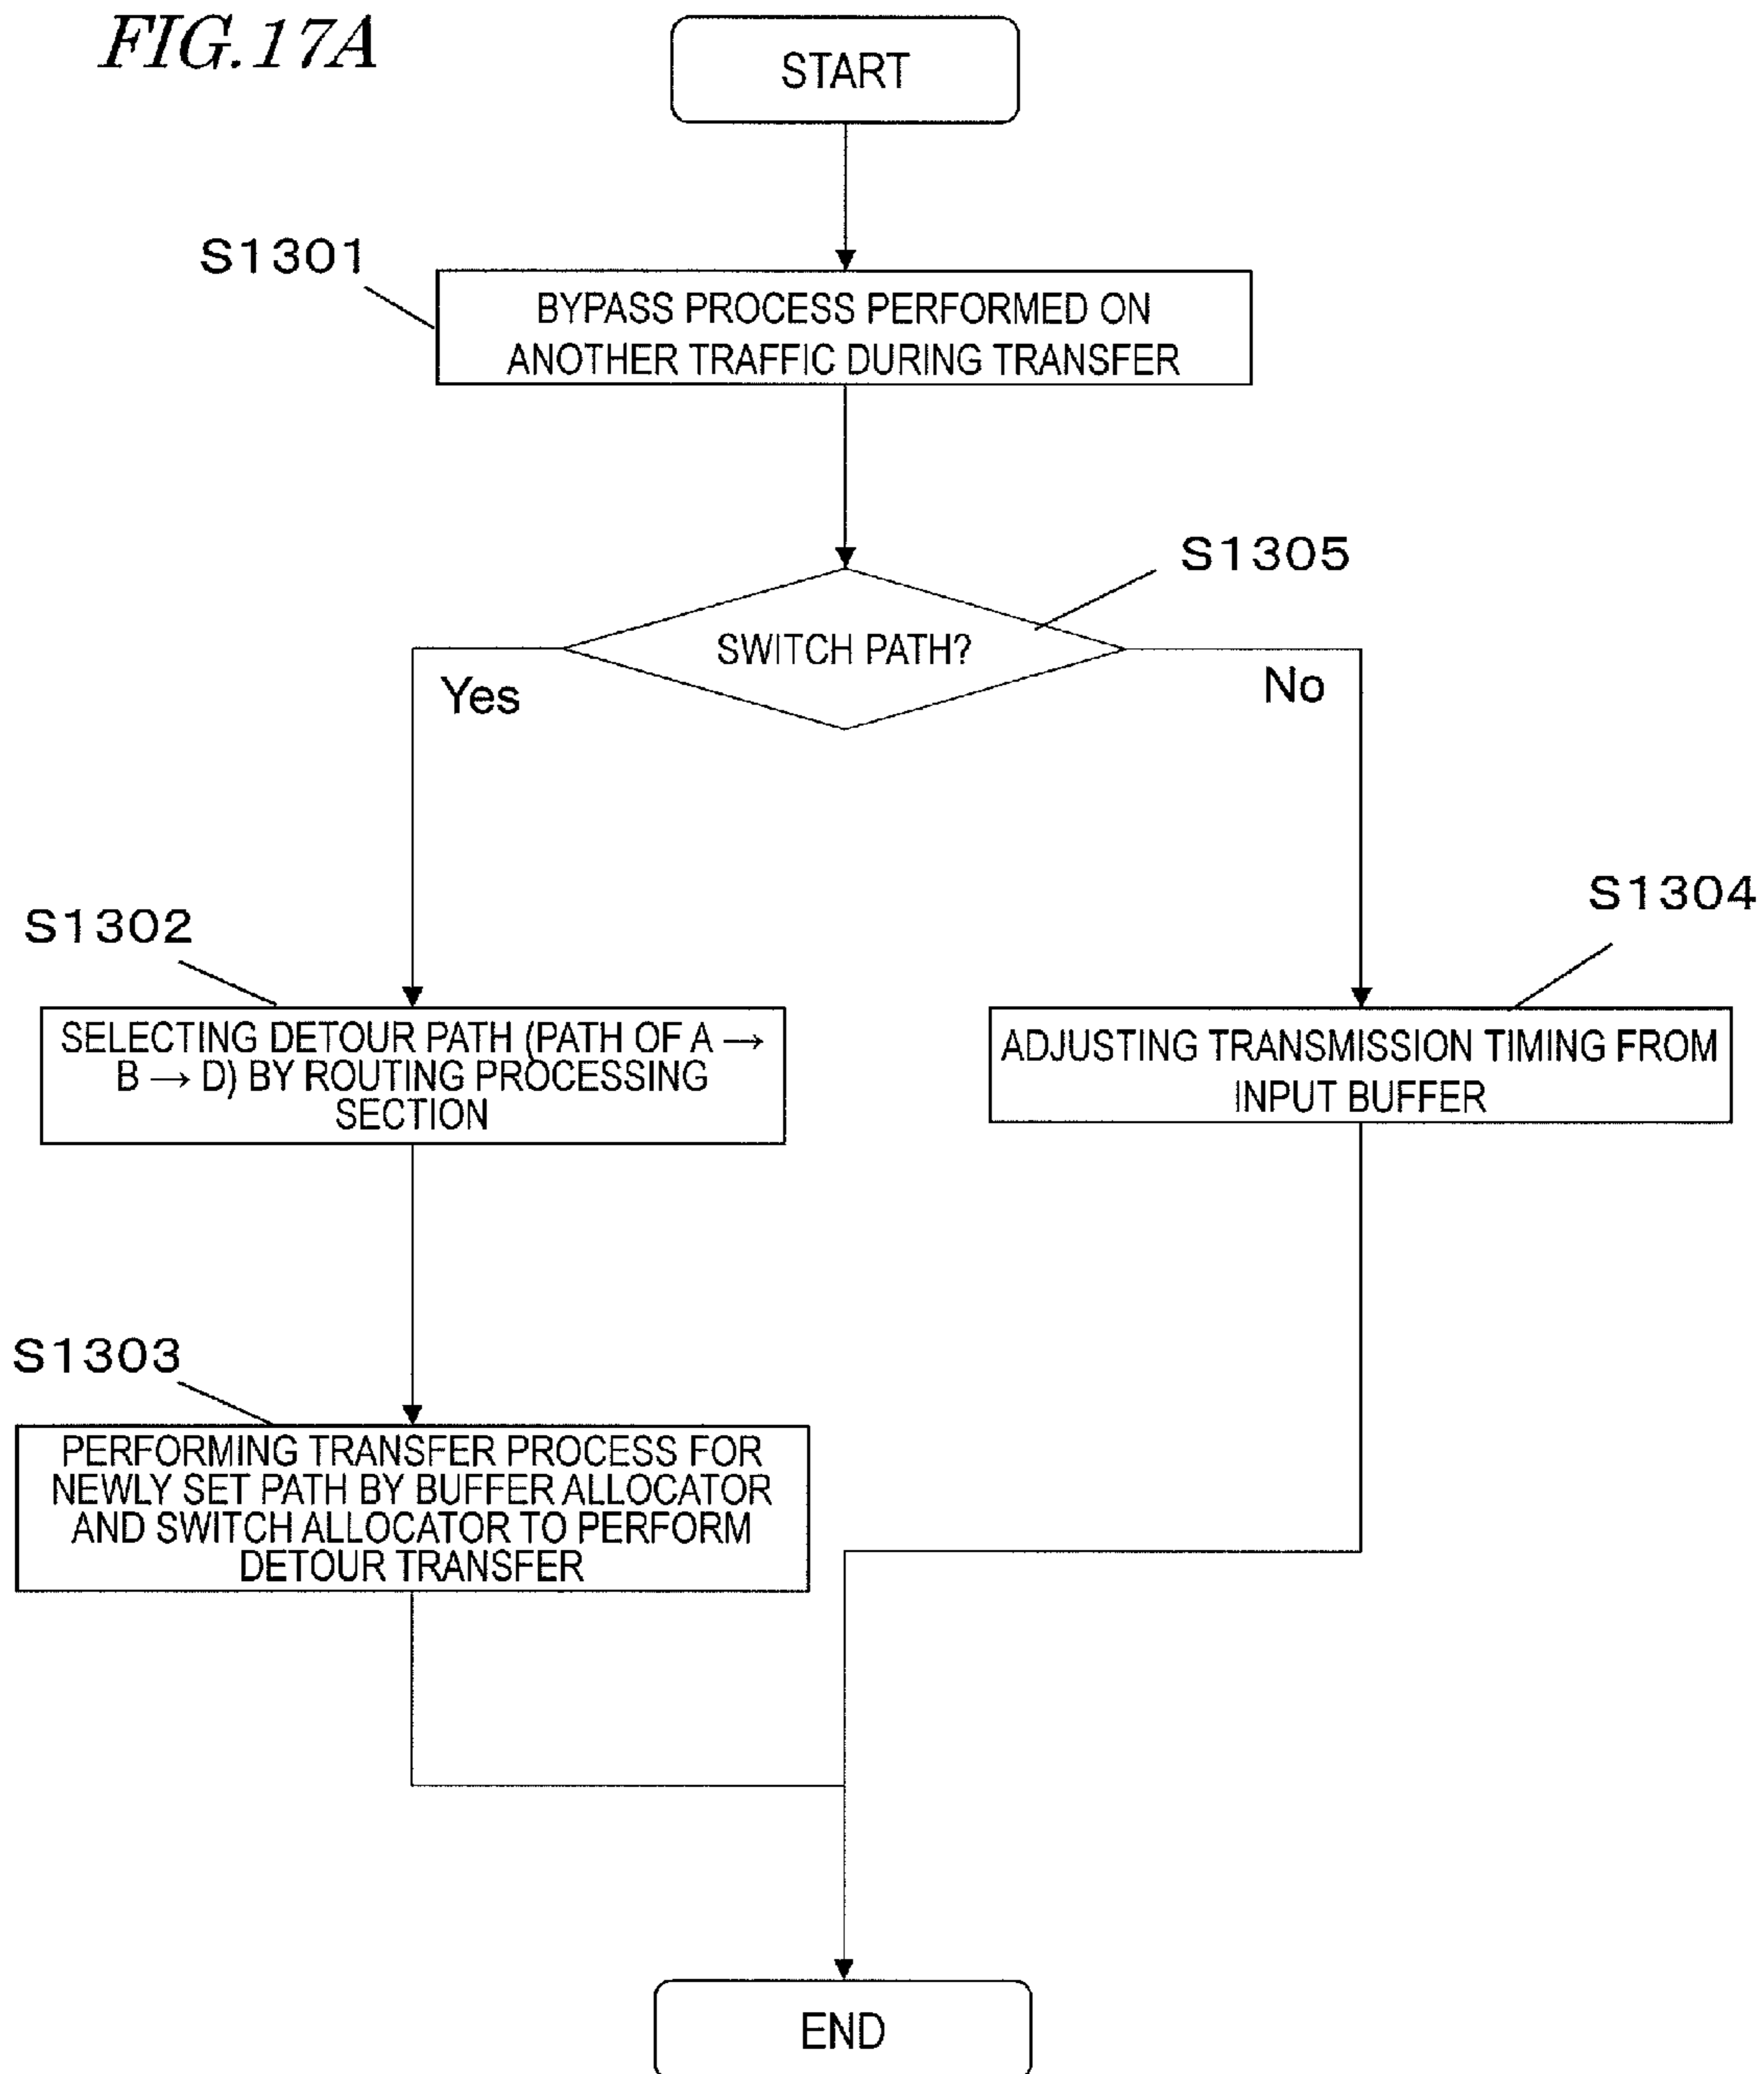 FIG.17A
START
S1301
BYPASS PROCESS PERFORMED ON
ANOTHER TRAFFIC DURING TRANSFER
S1305
SWITCH PATH?
Yes
No
S1302
SELECTING DETOUR PATH (PATH OF A →
B → D) BY ROUTING PROCESSING
SECTION
S1304
ADJUSTING TRANSMISSION TIMING FROM
INPUT BUFFER
S1303
PERFORMING TRANSFER PROCESS FOR
NEWLY SET PATH BY BUFFER ALLOCATOR
AND SWITCH ALLOCATOR TO PERFORM
DETOUR TRANSFER
END